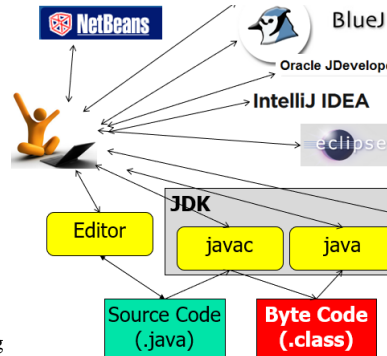 NetBeans
BlueJ
Oracle JDevelope
IntelliJ IDEA
eclipse
JDK
Editor
javac
java
Source Code
(.java)
Byte Code
(.class)
g